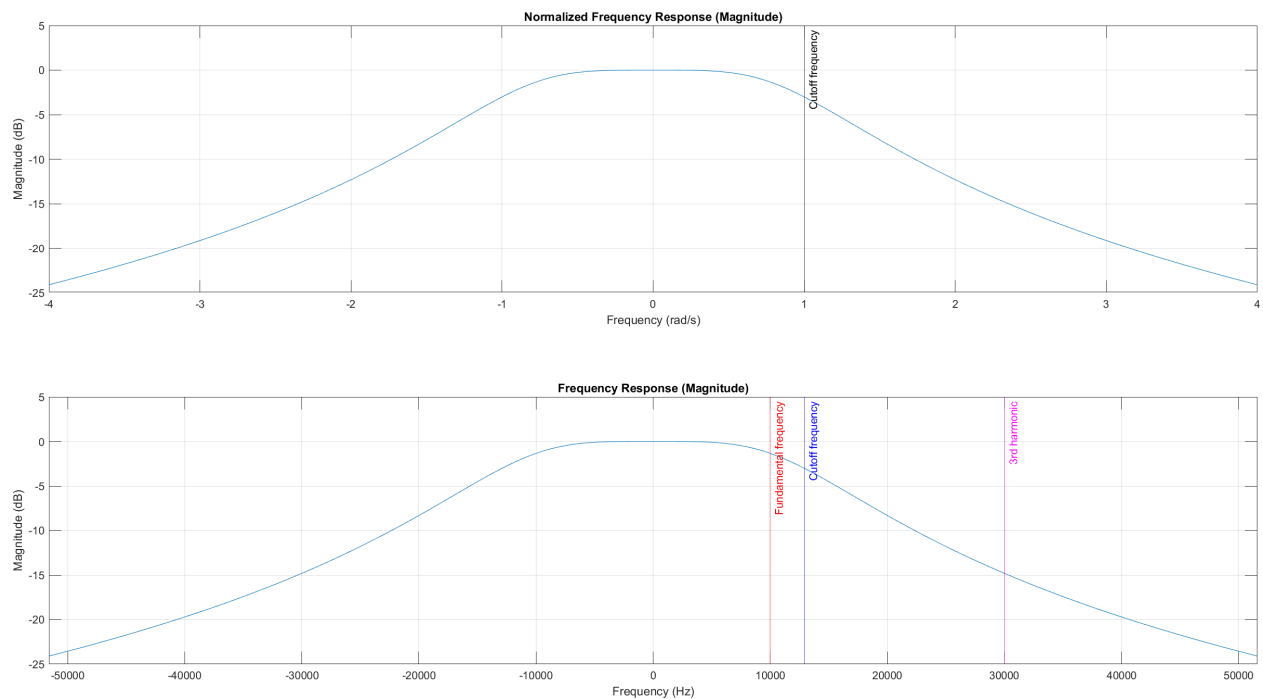 Normalized Frequency Response (Magnitude)
5
0
-5
-10
-15
-20
-25
Magnitude (dB)
Cutoff frequency
-4 -3 -2 -1 0 1 2 3 4
Frequency (rad/s)
Frequency Response (Magnitude)
5
0
-5
-10
-15
-20
-25
Magnitude (dB)
Fundamental frequency
Cutoff frequency
3rd harmonic
-50000 -40000 -30000 -20000 -10000 0 10000 20000 30000 40000 50000
Frequency (Hz)